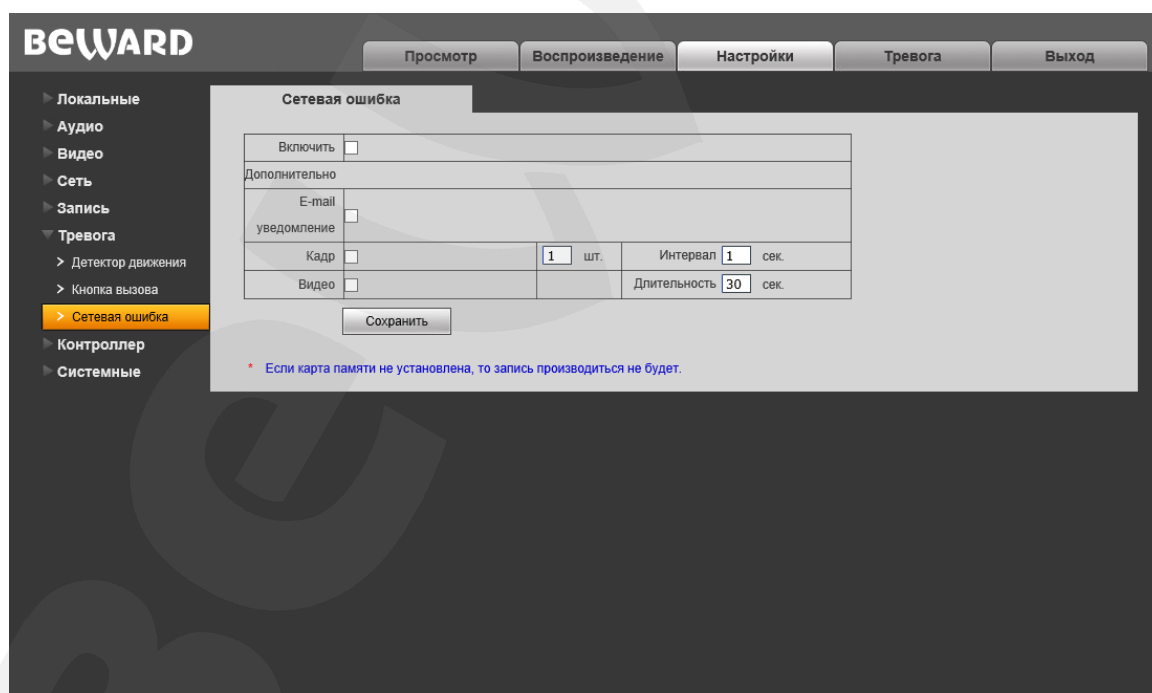 BEWARD
Просмотр Воспроизведение Настройки Тревога Выход
Локальные
Аудио
Видео
Сеть
Запись
Тревога
> Детектор движения
> Кнопка вызова
> Сетевая ошибка
Контроллер
Системные
Сетевая ошибка
Включить
Дополнительно
E-mail
уведомление
Кадр 1 шт. Интервал 1 сек.
Видео Длительность 30 сек.
Сохранить
* Если карта памяти не установлена, то запись производиться не будет.